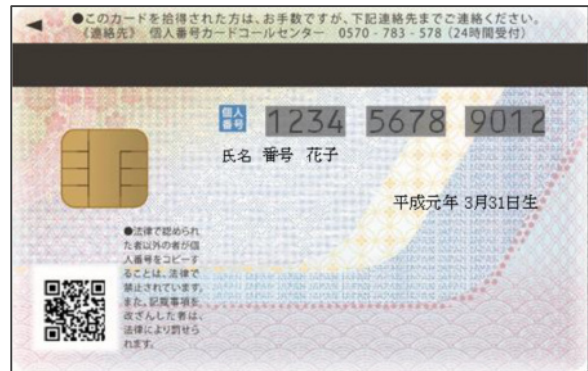 ●このカードを拾得された方は、お手数ですが、下記連絡先までご連絡ください。
《連絡先》 個人番号カードコールセンター 0570-783-578 (24時間受付)
個人番号 1234 5678 9012
氏名 番号 花子
平成元年 3月31日生
●法律で認められ
た者以外の者が個
人番号をコピーす
ることは、法律で
禁止されています。
また、記載事項を
改ざんした者は、
法律により罰せら
れます。